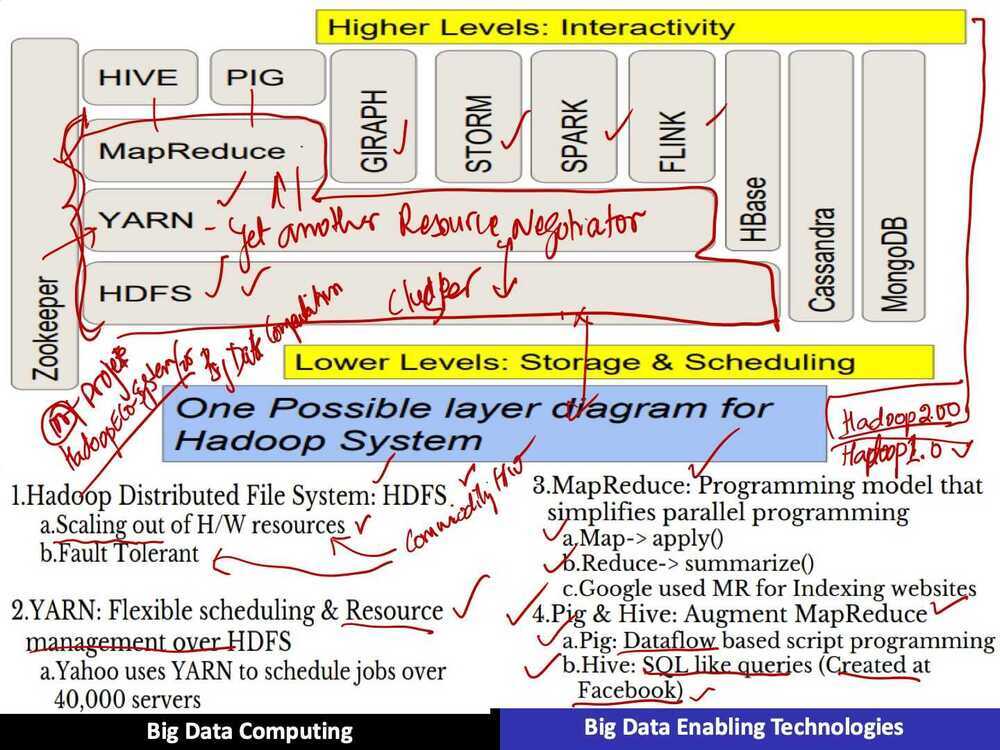 Higher Levels: Interactivity
HIVE
PIG
GIRAPH
STORM
SPARK
FLINK
HBase
Cassandra
MongoDB
Zookeeper
MapReduce
YARN - Yet another Resource Negotiator
HDFS
Cluster
Lower Levels: Storage & Scheduling
Projects
Hadoop Eco-System for Big Data Computation
One Possible layer diagram for
Hadoop System
Hadoop 2.00
Hadoop 1.0
Commodity H/W
1.Hadoop Distributed File System: HDFS
a.Scaling out of H/W resources
b.Fault Tolerant
2.YARN: Flexible scheduling & Resource
management over HDFS
a.Yahoo uses YARN to schedule jobs over
40,000 servers
3.MapReduce: Programming model that
simplifies parallel programming
a.Map-> apply()
b.Reduce-> summarize()
c.Google used MR for Indexing websites
4.Pig & Hive: Augment MapReduce
a.Pig: Dataflow based script programming
b.Hive: SQL like queries (Created at
Facebook)
Big Data Computing
Big Data Enabling Technologies